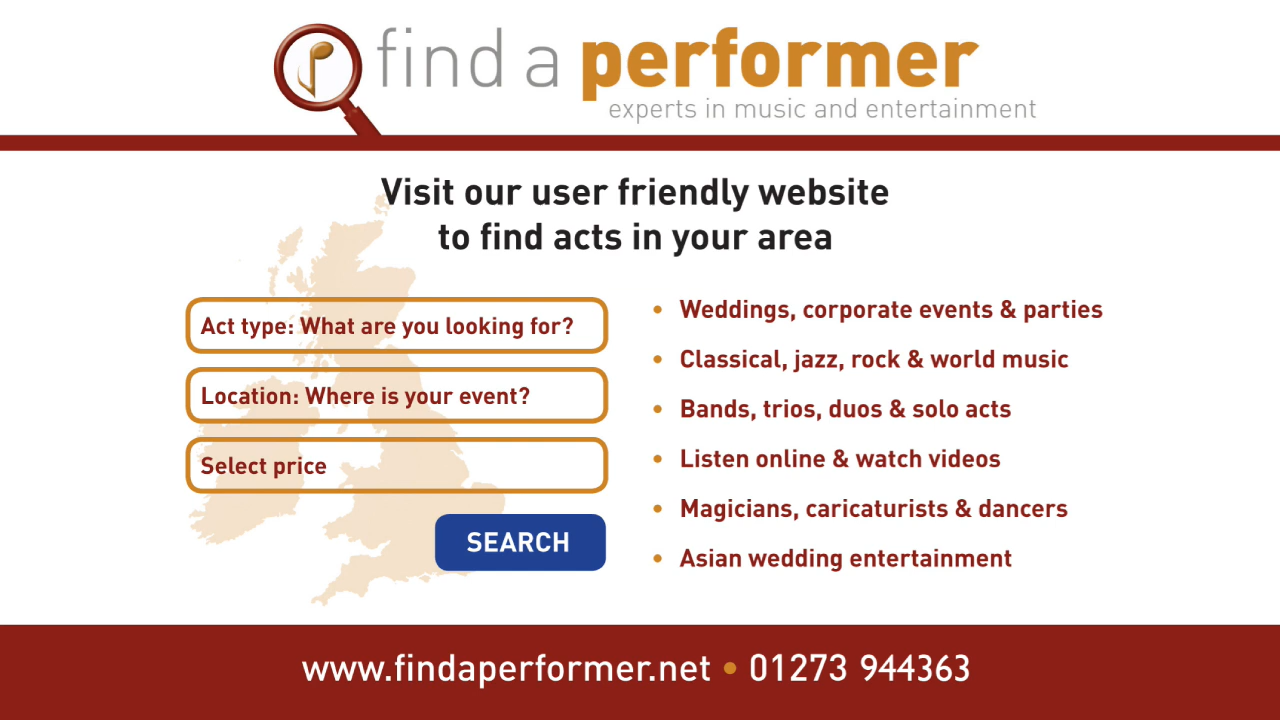 find a performer
experts in music and entertainment
Visit our user friendly website
to find acts in your area
Act type: What are you looking for?
Location: Where is your event?
Select price
SEARCH
• Weddings, corporate events & parties
• Classical, jazz, rock & world music
• Bands, trios, duos & solo acts
• Listen online & watch videos
• Magicians, caricaturists & dancers
• Asian wedding entertainment
www.findaperformer.net • 01273 944363